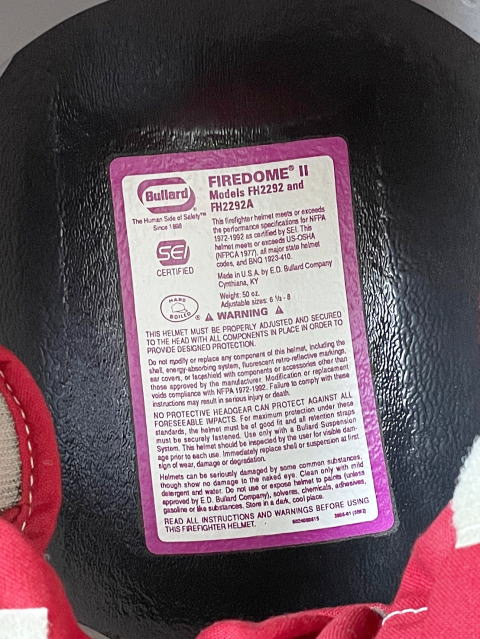 Bullard®
The Human Side of Safety™
Since 1898
SEI
CERTIFIED
HARD
BOILED
®
FIREDOME® II
Models FH2292 and
FH2292A
This firefighter helmet meets or exceeds
the performance specifications for NFPA
1972-1992 as certified by SEI. This
helmet meets or exceeds US-OSHA
(NFPCA 1977), all major state helmet
codes, and BNQ 1923-410.
Made in U.S.A. by E.D. Bullard Company
Cynthiana, KY
Weight: 50 oz.
Adjustable sizes: 6 ½ - 8
⚠ WARNING ⚠
THIS HELMET MUST BE PROPERLY ADJUSTED AND SECURED
TO THE HEAD WITH ALL COMPONENTS IN PLACE IN ORDER TO
PROVIDE DESIGNED PROTECTION.
Do not modify or replace any component of this helmet, including the
shell, energy-absorbing system, fluorescent retro-reflective markings,
ear covers, or faceshield with components or accessories other than
those approved by the manufacturer. Modification or replacement
voids compliance with NFPA 1972-1992. Failure to comply with these
instructions may result in serious injury or death.
NO PROTECTIVE HEADGEAR CAN PROTECT AGAINST ALL
FORESEEABLE IMPACTS. For maximum protection under these
standards, the helmet must be of good fit and all retention straps
must be securely fastened. Use only with a Bullard Suspension
System. This helmet should be inspected by the user for visible dam-
age prior to each use. Immediately replace shell or suspension at first
sign of wear, damage or degradation.
Helmets can be seriously damaged by some common substances,
though show no damage to the naked eye. Clean only with mild
detergent and water. Do not use or expose helmet to paints (unless
approved by E.D. Bullard Company), solvents, chemicals, adhesives,
gasoline or like substances. Store in a dark, cool place.
READ ALL INSTRUCTIONS AND WARNINGS BEFORE USING
THIS FIREFIGHTER HELMET.